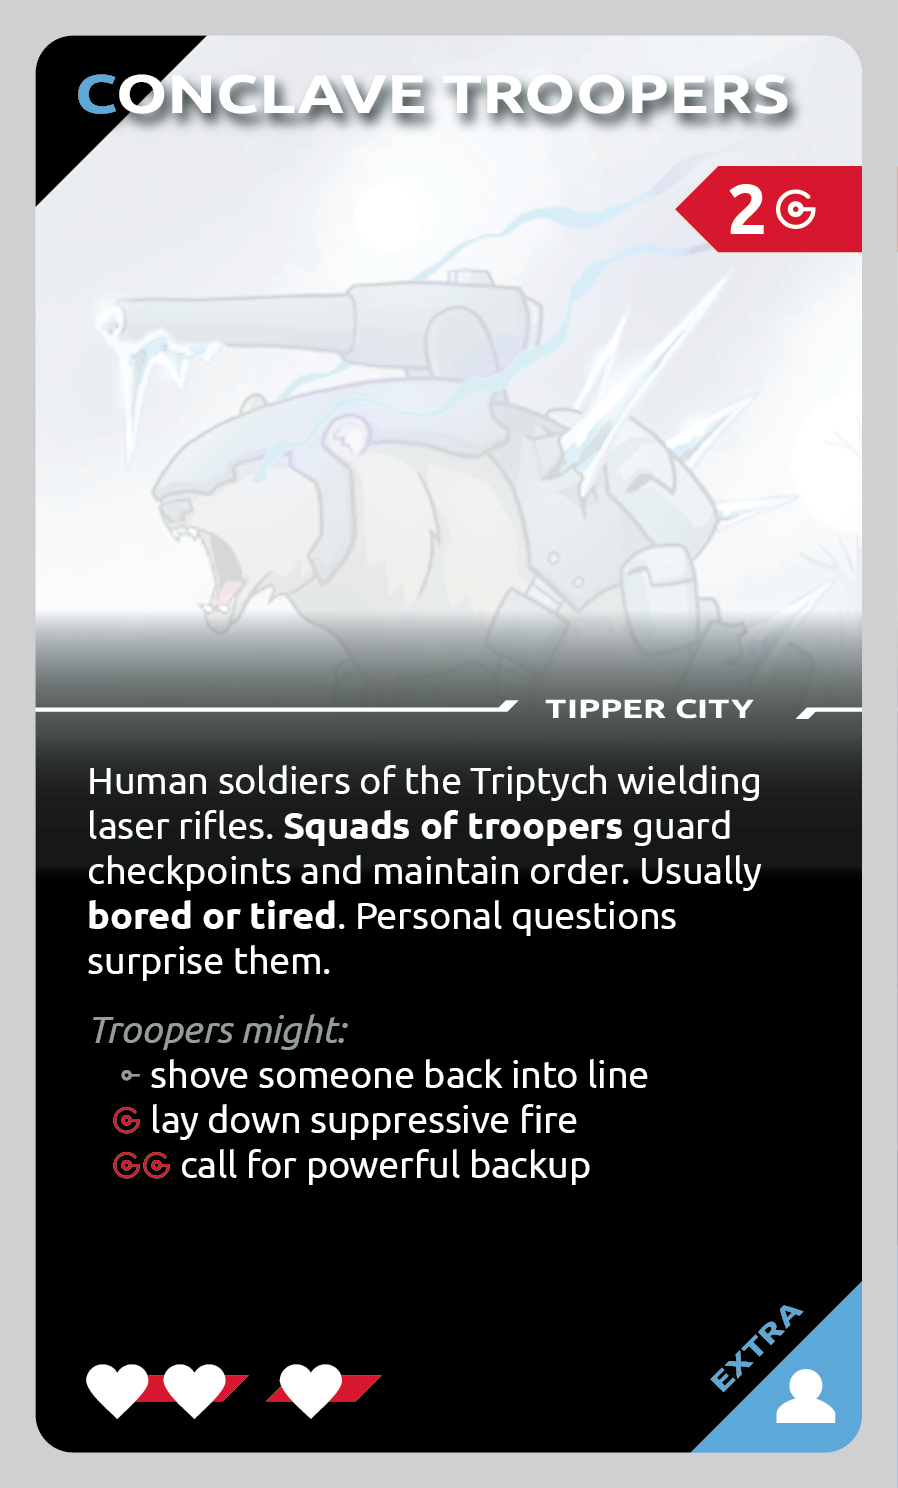 CONCLAVE TROOPERS
2
TIPPER CITY
Human soldiers of the Triptych wielding
laser rifles. Squads of troopers guard
checkpoints and maintain order. Usually
bored or tired. Personal questions
surprise them.
Troopers might:
shove someone back into line
lay down suppressive fire
call for powerful backup
EXTRA